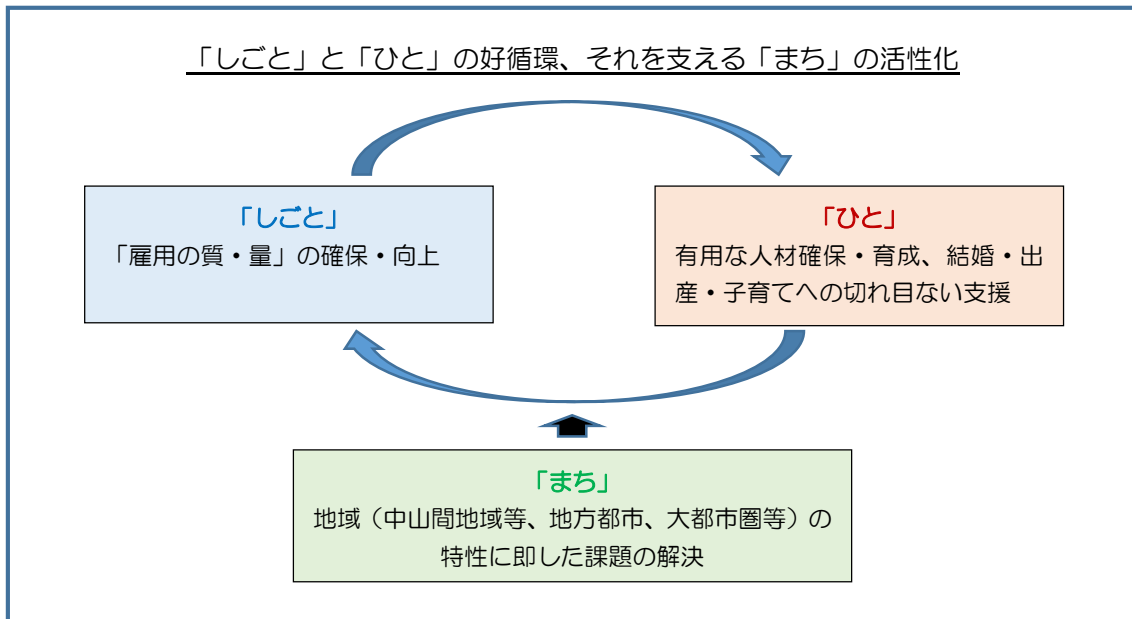 「しごと」と「ひと」の好循環、それを支える「まち」の活性化
「しごと」
「雇用の質・量」の確保・向上
「ひと」
有用な人材確保・育成、結婚・出
産・子育てへの切れ目ない支援
「まち」
地域（中山間地域等、地方都市、大都市圏等）の
特性に即した課題の解決